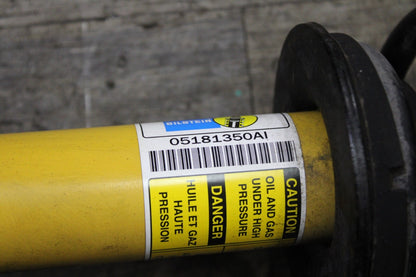 BILSTEIN
05181350AI
CAUTION
OIL AND GAS
UNDER HIGH
PRESSURE
DANGER
HUILE ET GAZ
HAUTE
PRESSION